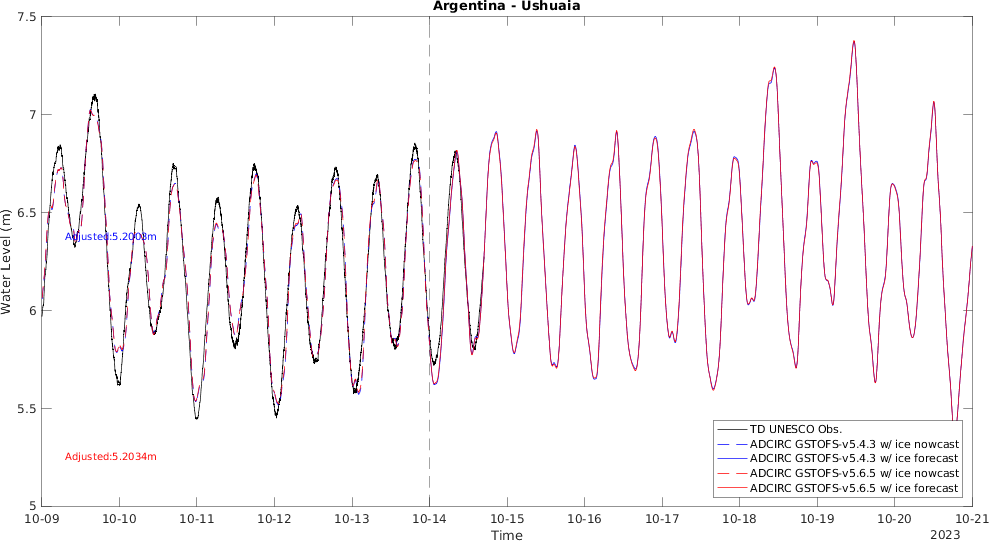 Argentina - Ushuaia
7.5
7
6.5
6
5.5
5
Water Level (m)
Adjusted:5.2003m
Adjusted:5.2034m
TD UNESCO Obs.
ADCIRC GSTOFS-v5.4.3 w/ ice nowcast
ADCIRC GSTOFS-v5.4.3 w/ ice forecast
ADCIRC GSTOFS-v5.6.5 w/ ice nowcast
ADCIRC GSTOFS-v5.6.5 w/ ice forecast
10-09 10-10 10-11 10-12 10-13 10-14 10-15 10-16 10-17 10-18 10-19 10-20 10-21
Time
2023